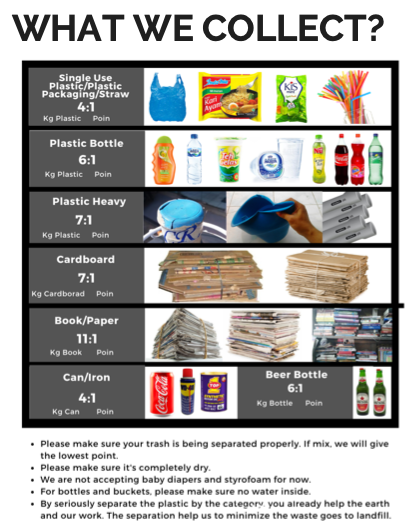 WHAT WE COLLECT?
Single Use
Plastic/Plastic
Packaging/Straw
4:1
Kg Plastic Poin
Indomie
Kari
Ayam
KIS
Plastic Bottle
6:1
Kg Plastic Poin
Plastic Heavy
7:1
Kg Plastic Poin
Cardboard
7:1
Kg Cardborad Poin
Book/Paper
11:1
Kg Book Poin
Can/Iron
4:1
Kg Can Poin
Coca-Cola
Beer Bottle
6:1
Kg Bottle Poin
• Please make sure your trash is being separated properly. If mix, we will give
the lowest point.
• Please make sure it's completely dry.
• We are not accepting baby diapers and styrofoam for now.
• For bottles and buckets, please make sure no water inside.
• By seriously separate the plastic by the category, you already help the earth
and our work. The separation help us to minimize the waste goes to landfill.